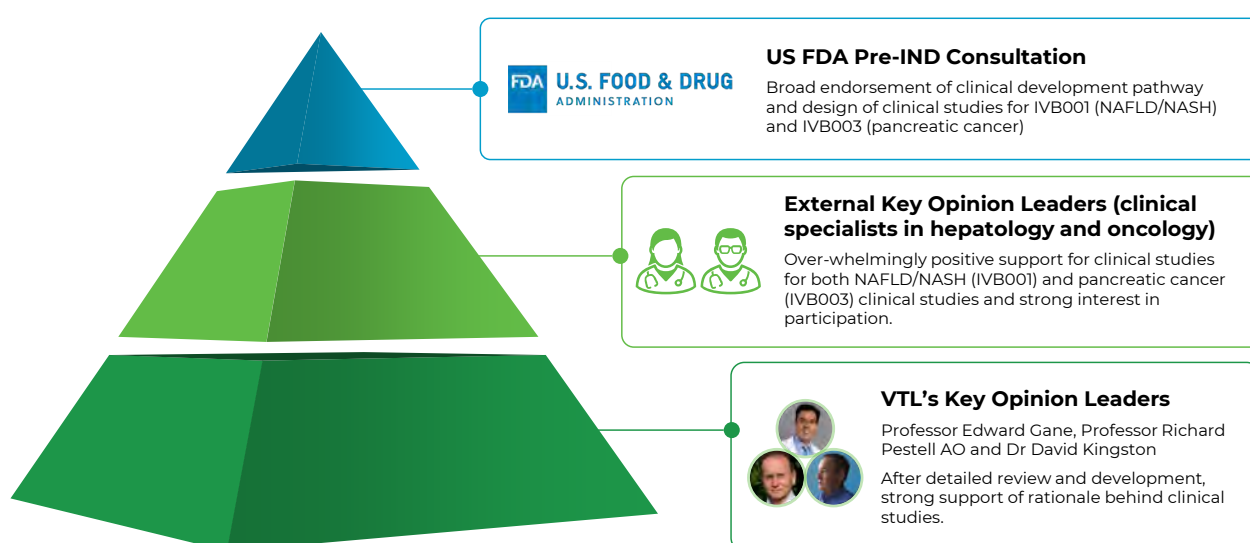 FDA
U.S. FOOD & DRUG
ADMINISTRATION
US FDA Pre-IND Consultation
Broad endorsement of clinical development pathway
and design of clinical studies for IVB001 (NAFLD/NASH)
and IVB003 (pancreatic cancer)
External Key Opinion Leaders (clinical
specialists in hepatology and oncology)
Over-whelmingly positive support for clinical studies
for both NAFLD/NASH (IVB001) and pancreatic cancer
(IVB003) clinical studies and strong interest in
participation.
VTL’s Key Opinion Leaders
Professor Edward Gane, Professor Richard
Pestell AO and Dr David Kingston
After detailed review and development,
strong support of rationale behind clinical
studies.